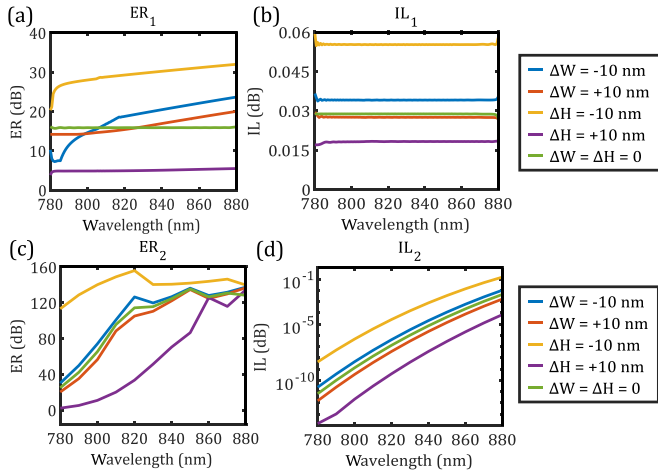 (a)
ER1
40
30
20
10
0
ER (dB)
780 800 820 840 860 880
Wavelength (nm)
(b)
IL1
0.06
0.045
0.03
0.015
0
IL (dB)
780 800 820 840 860 880
Wavelength (nm)
ΔW = -10 nm
ΔW = +10 nm
ΔH = -10 nm
ΔH = +10 nm
ΔW = ΔH = 0
(c)
ER2
160
120
80
40
0
ER (dB)
780 800 820 840 860 880
Wavelength (nm)
(d)
IL2
10-1
10-5
10-10
IL (dB)
780 800 820 840 860 880
Wavelength (nm)
ΔW = -10 nm
ΔW = +10 nm
ΔH = -10 nm
ΔH = +10 nm
ΔW = ΔH = 0